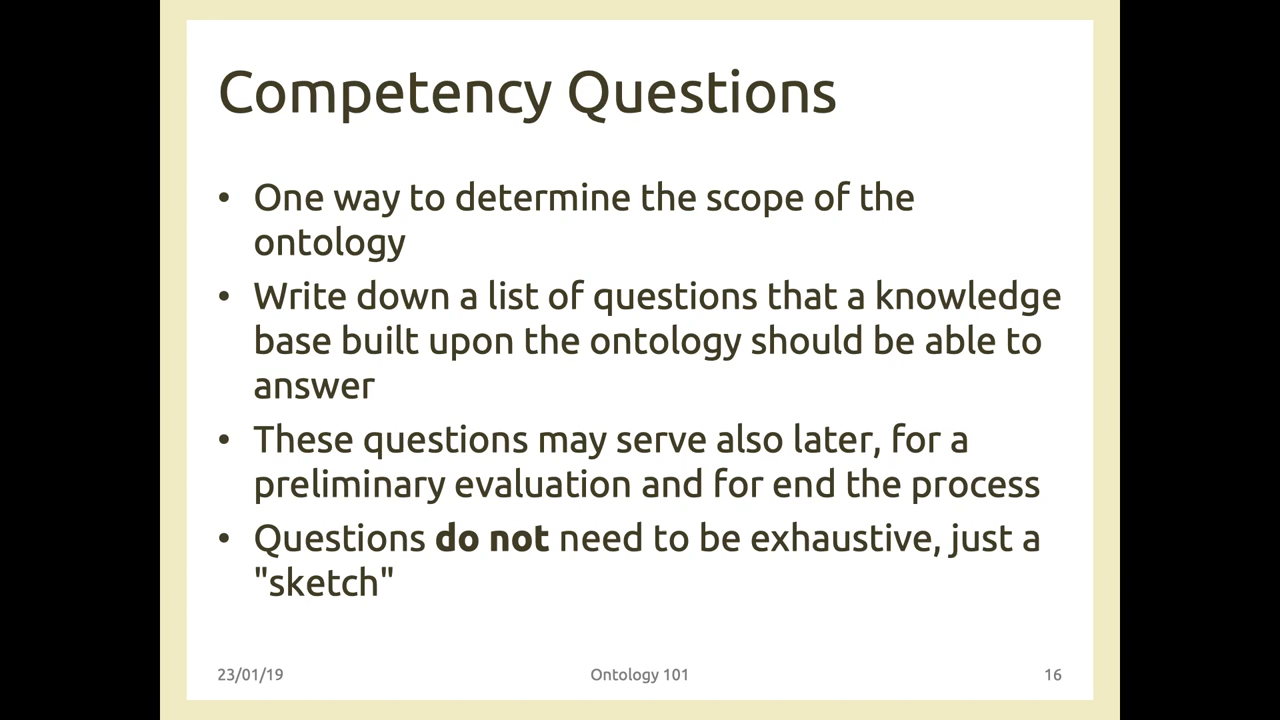 Competency Questions
• One way to determine the scope of the
ontology
• Write down a list of questions that a knowledge
base built upon the ontology should be able to
answer
• These questions may serve also later, for a
preliminary evaluation and for end the process
• Questions do not need to be exhaustive, just a
"sketch"
23/01/19 Ontology 101 16